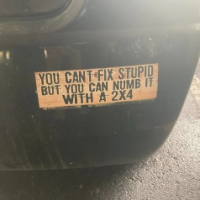 YOU CANT FIX STUPID
BUT YOU CAN NUMB IT
WITH A 2X4